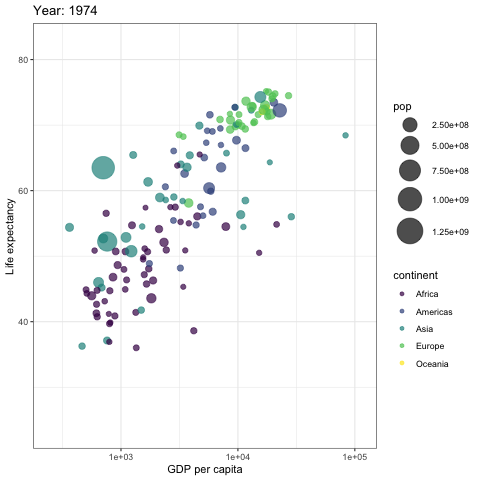 Year: 1974
80
60
40
Life expectancy
1e+03
1e+04
1e+05
GDP per capita
pop
2.50e+08
5.00e+08
7.50e+08
1.00e+09
1.25e+09
continent
Africa
Americas
Asia
Europe
Oceania